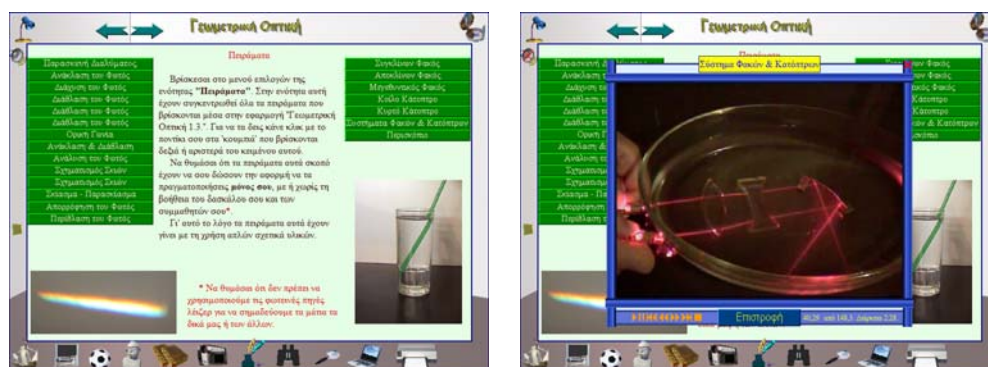 Γεωμετρική Οπτική
Πειράματα
Παρασκευή Διαλύματος
Ανάκλαση του Φωτός
Διάχυση του Φωτός
Διάθλαση του Φωτός
Διάθλαση του Φωτός
Διάθλαση του Φωτός
Διάθλαση του Φωτός
Ορική Γωνία
Ανάκλαση & Διάθλαση
Ανάλυση του Φωτός
Σχηματισμός Σκιών
Σχηματισμός Σκιών
Σκίασμα - Παρασκίασμα
Απορρόφηση του Φωτός
Περίθλαση του Φωτός
Βρίσκεσαι στο μενού επιλογών της
ενότητας "Πειράματα". Στην ενότητα αυτή
έχουν συγκεντρωθεί όλα τα πειράματα που
βρίσκονται μέσα στην εφαρμογή "Γεωμετρική
Οπτική 1.3.". Για να τα δεις κάνε κλικ με το
ποντίκι σου στα 'κουμπιά' που βρίσκονται
δεξιά ή αριστερά του κειμένου αυτού.
Να θυμάσαι ότι τα πειράματα αυτά σκοπό
έχουν να σου δώσουν την αφορμή να τα
πραγματοποιήσεις μόνος σου, με ή χωρίς τη
βοήθεια του δασκάλου σου και των
συμμαθητών σου*.
Γι' αυτό το λόγο τα πειράματα αυτά έχουν
γίνει με τη χρήση απλών σχετικά υλικών.
* Να θυμάσαι ότι δεν πρέπει να
χρησιμοποιούμε τις φωτεινές πηγές
λέιζερ για να σημαδεύουμε τα μάτια τα
δικά μας ή των άλλων.
Συγκλίνων Φακός
Αποκλίνων Φακός
Μεγεθυντικός Φακός
Κοίλο Κάτοπτρο
Κυρτό Κάτοπτρο
Συστήματα Φακών & Κατόπτρων
Περισκόπιο
Γεωμετρική Οπτική
Σύστημα Φακών & Κατόπτρων
Επιστροφή